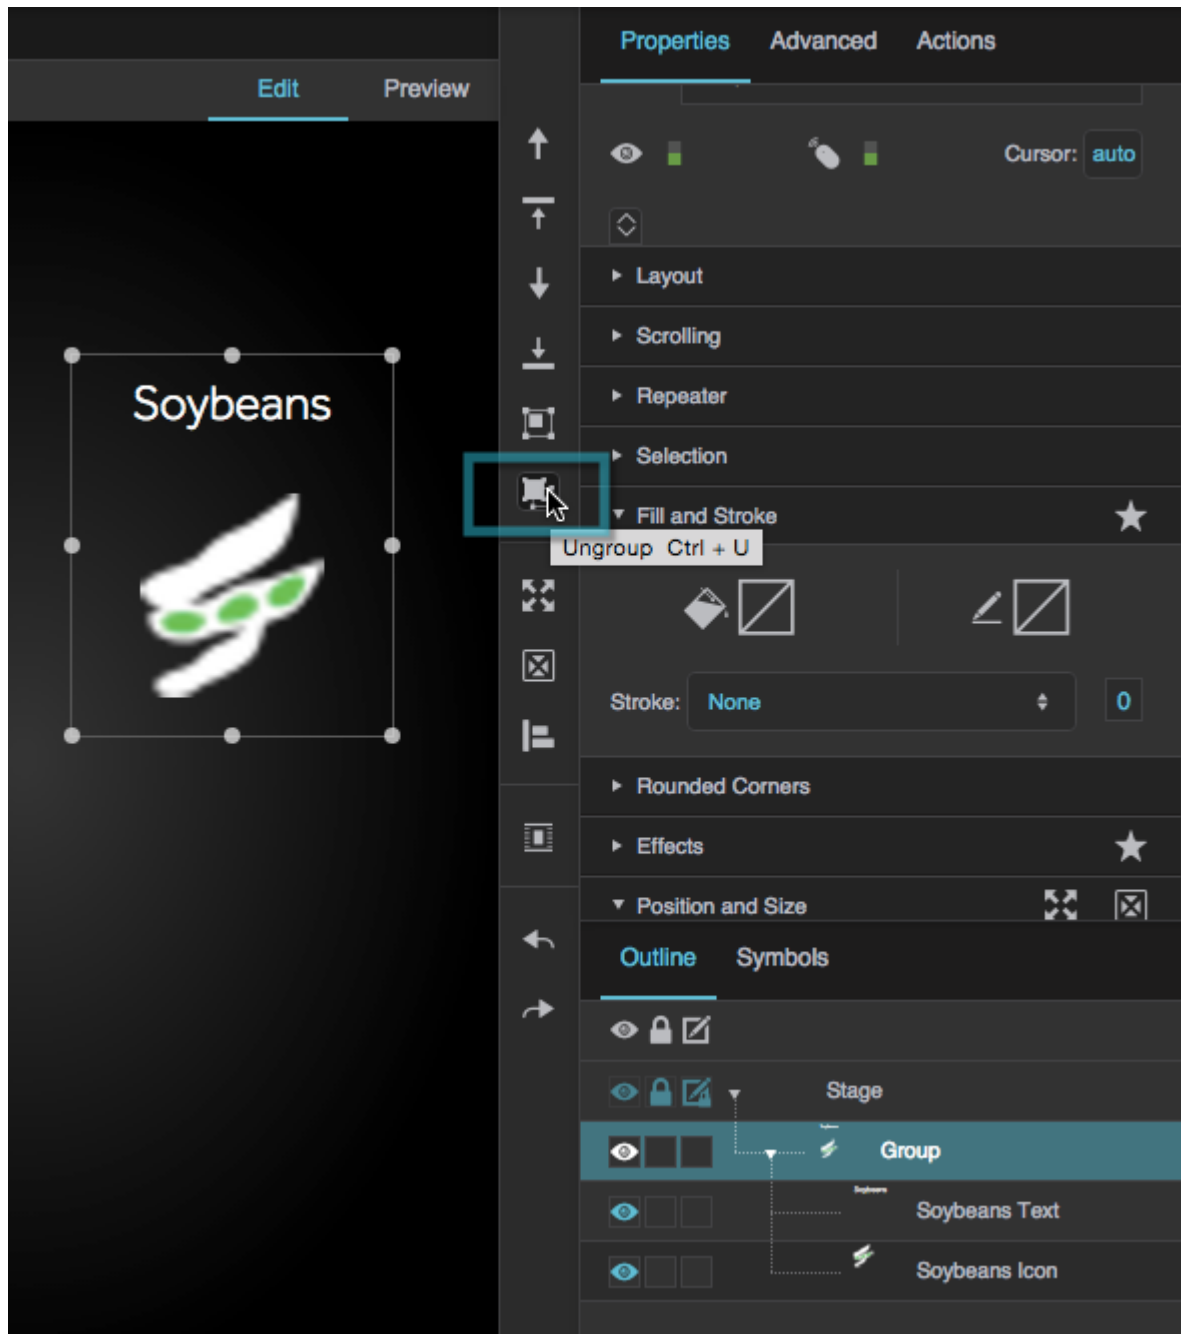 Properties Advanced Actions
Edit Preview
Cursor: auto
Layout
Scrolling
Repeater
Selection
Soybeans
Fill and Stroke
Ungroup Ctrl + U
Stroke: None 0
Rounded Corners
Effects
Position and Size
Outline Symbols
Stage
Group
Soybeans Text
Soybeans Icon